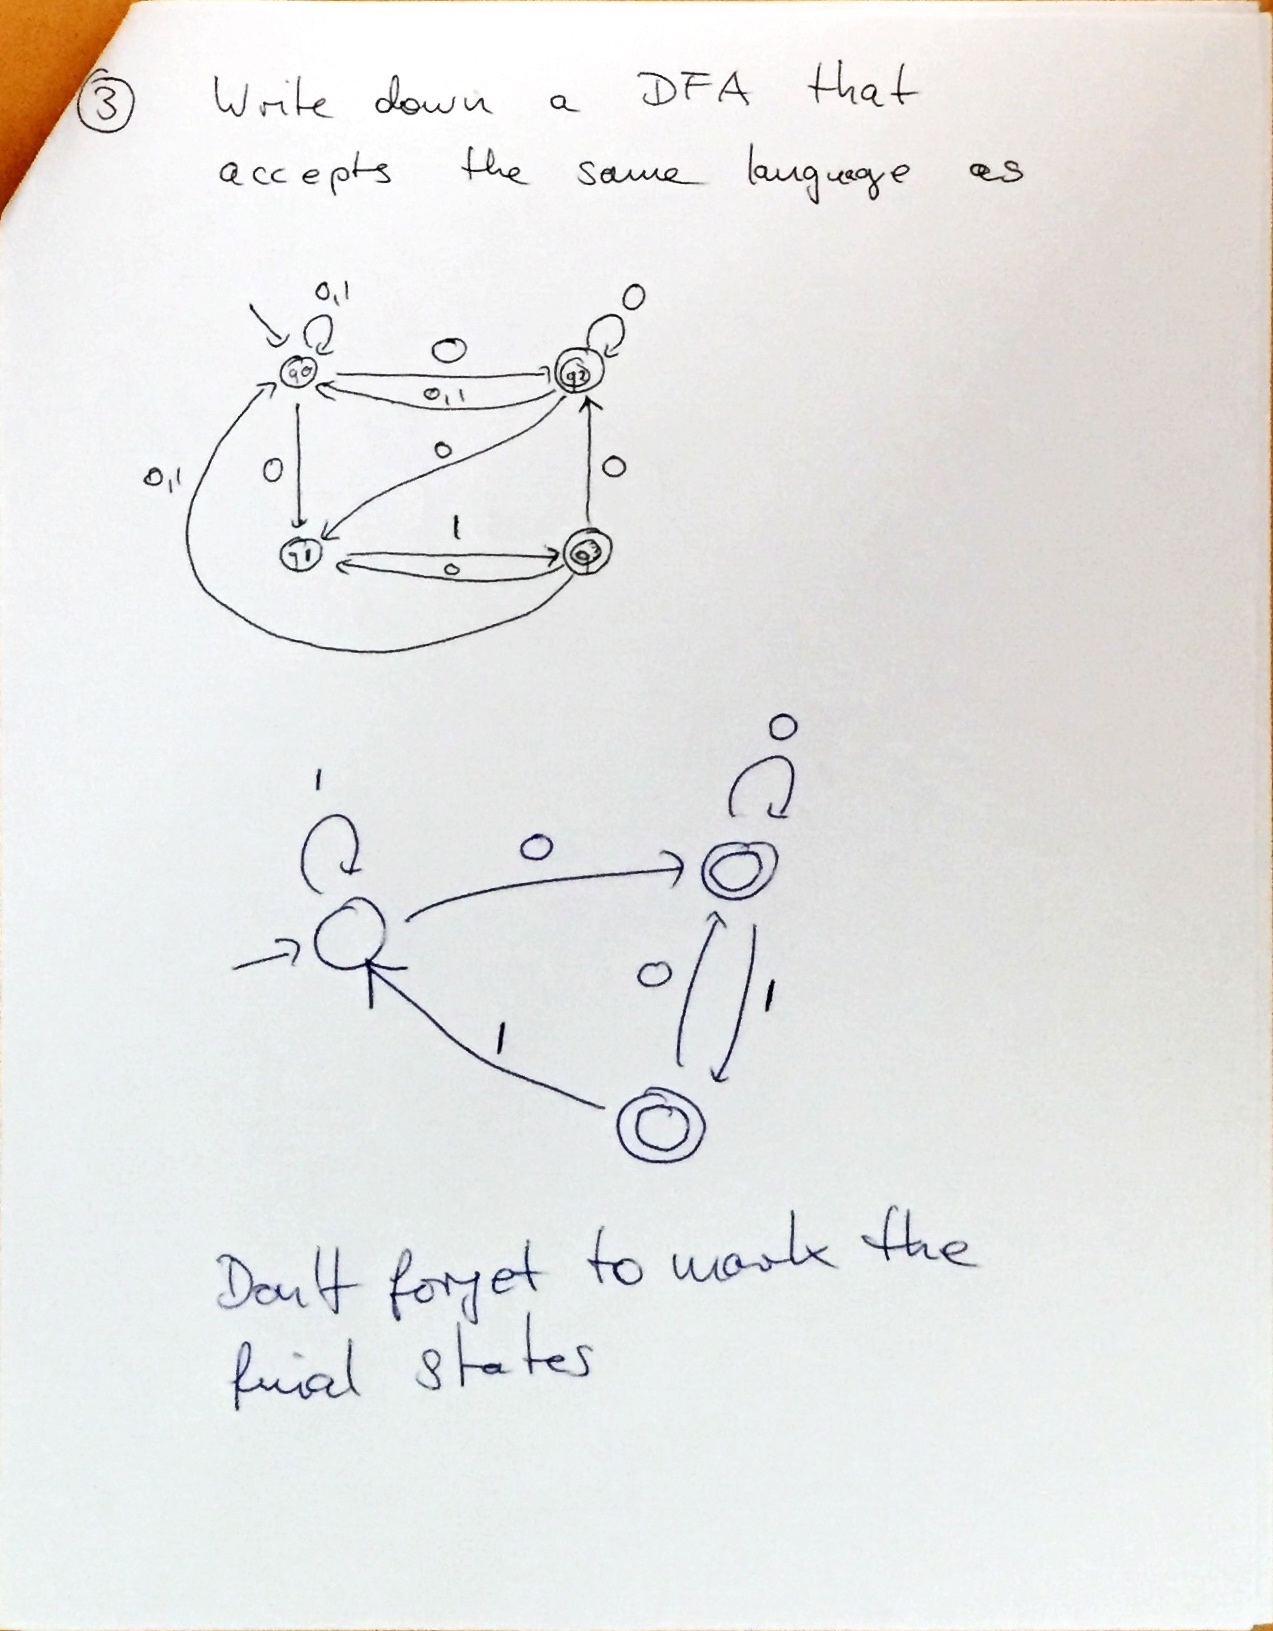 3 Write down a DFA that
accepts the same language as
0,1
0
0
q0
q2
0,1
0
0,1
0
0
1
q1
q3
0
0
1
0
0
1
1
Don't forget to mark the
final states